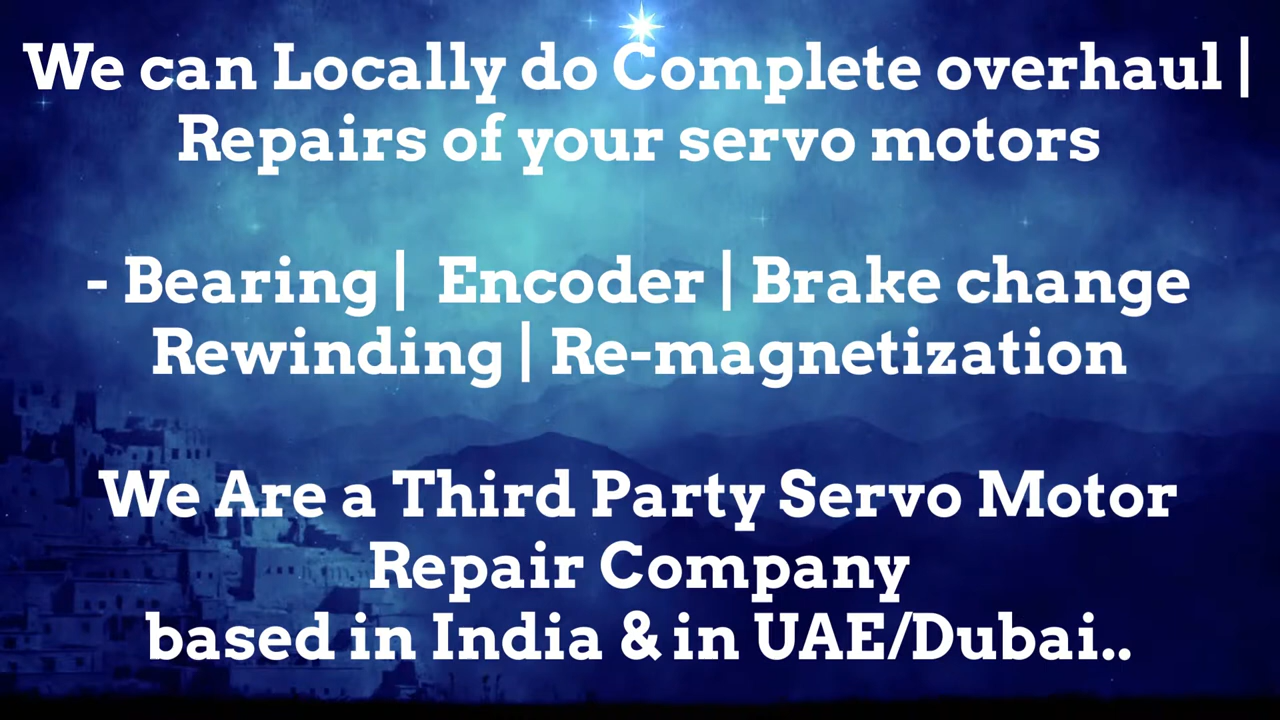 We can Locally do Complete overhaul |
Repairs of your servo motors
- Bearing |  Encoder | Brake change
Rewinding | Re-magnetization
We Are a Third Party Servo Motor
Repair Company
based in India & in UAE/Dubai..